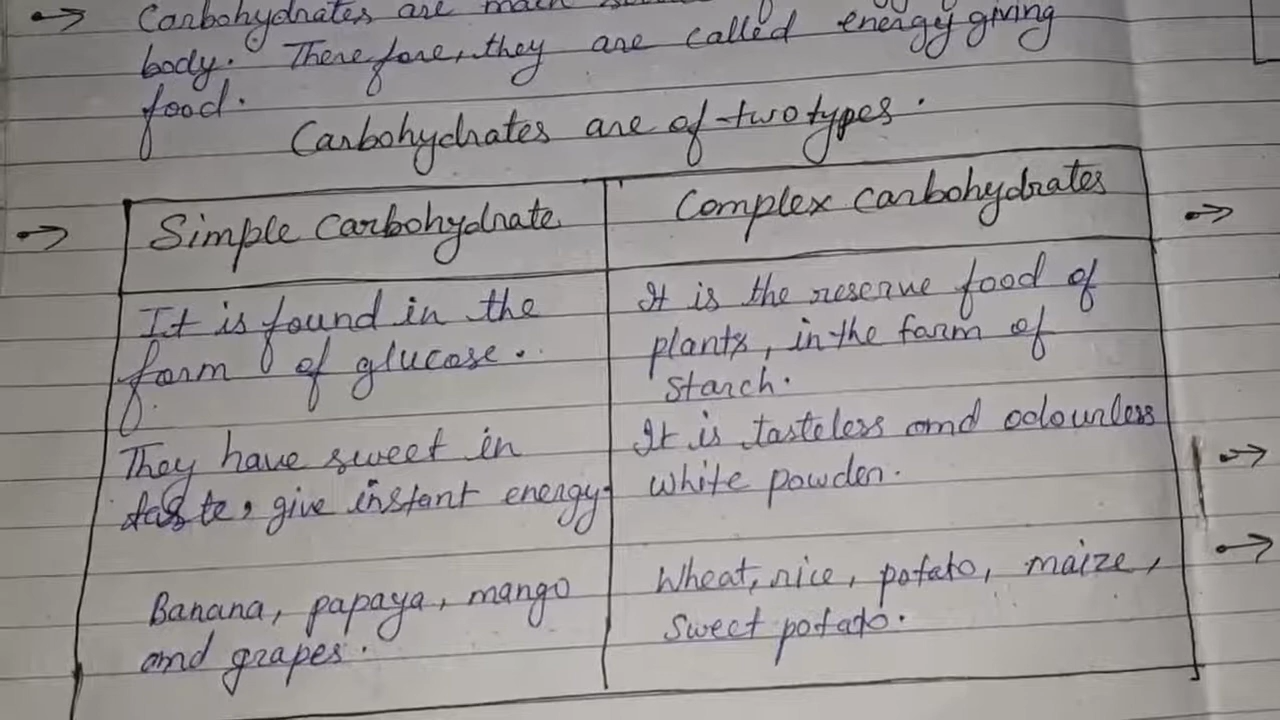 Carbohydrates are main
body. Therefore, they are called energy giving
food.
Carbohydrates are of two types.
Simple Carbohydrate
Complex Carbohydrates
It is found in the
form of glucose.
It is the reserve food of
plants, in the form of
starch.
They have sweet in
taste, give instant energy.
It is tasteless and odourless
white powder.
Banana, papaya, mango
and grapes.
Wheat, rice, potato, maize,
Sweet potato.